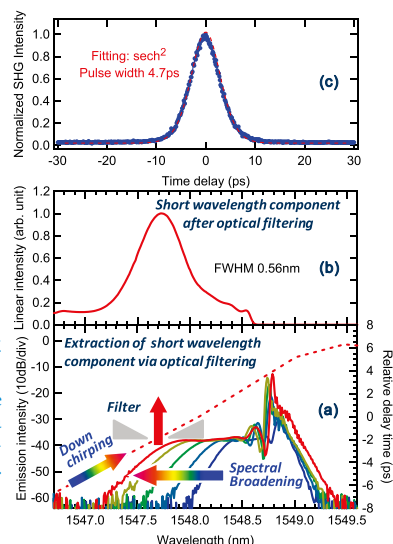 Normalized SHG Intensity
1.0
0.8
0.6
0.4
0.2
0.0
Fitting: sech²
Pulse width 4.7ps
(c)
-30
-20
-10
0
10
20
30
Time delay (ps)
Linear intensity (arb. unit)
1.2
1.0
0.8
0.6
0.4
0.2
0.0
Short wavelength component
after optical filtering
FWHM 0.56nm
(b)
Emission intensity (10dB/div)
0
-10
-20
-30
-40
-50
-60
Extraction of short wavelength
component via optical filtering
(a)
Filter
Down
chirping
Spectral
Broadening
8
6
4
2
0
-2
-4
-6
-8
Relative delay time (ps)
1547.0
1547.5
1548.0
1548.5
1549.0
1549.5
Wavelength (nm)